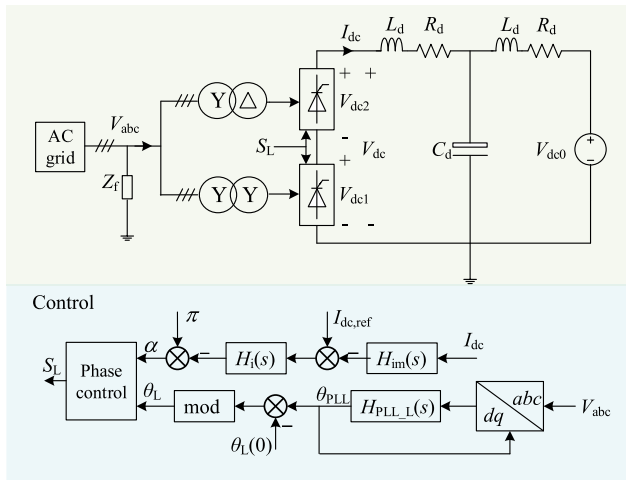 L_d R_d L_d R_d
I_dc
+ +
Y Δ
V_dc2
V_abc
AC grid
S_L
-
+
V_dc
C_d
+
-
V_dc0
Z_f
Y Y
V_dc1
- -
Control
π
I_dc,ref
I_dc
S_L
Phase control
α
-
H_i(s)
-
H_im(s)
θ_L
mod
θ_PLL
H_PLL_L(s)
abc
dq
V_abc
θ_L(0)
-